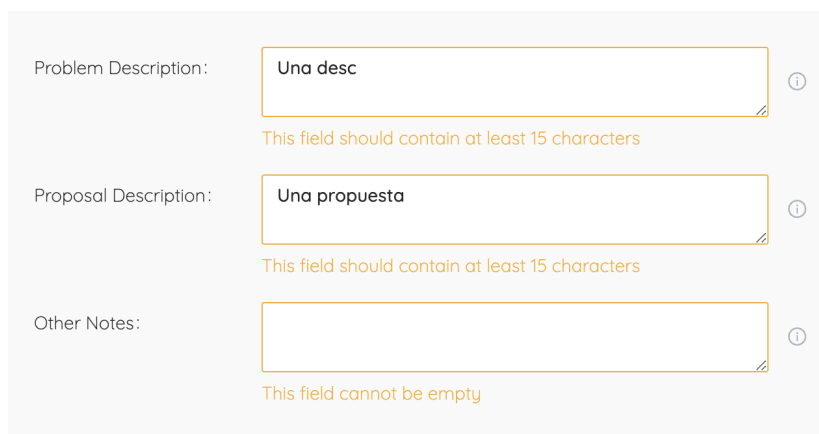 Problem Description: Una desc
This field should contain at least 15 characters
Proposal Description: Una propuesta
This field should contain at least 15 characters
Other Notes:
This field cannot be empty